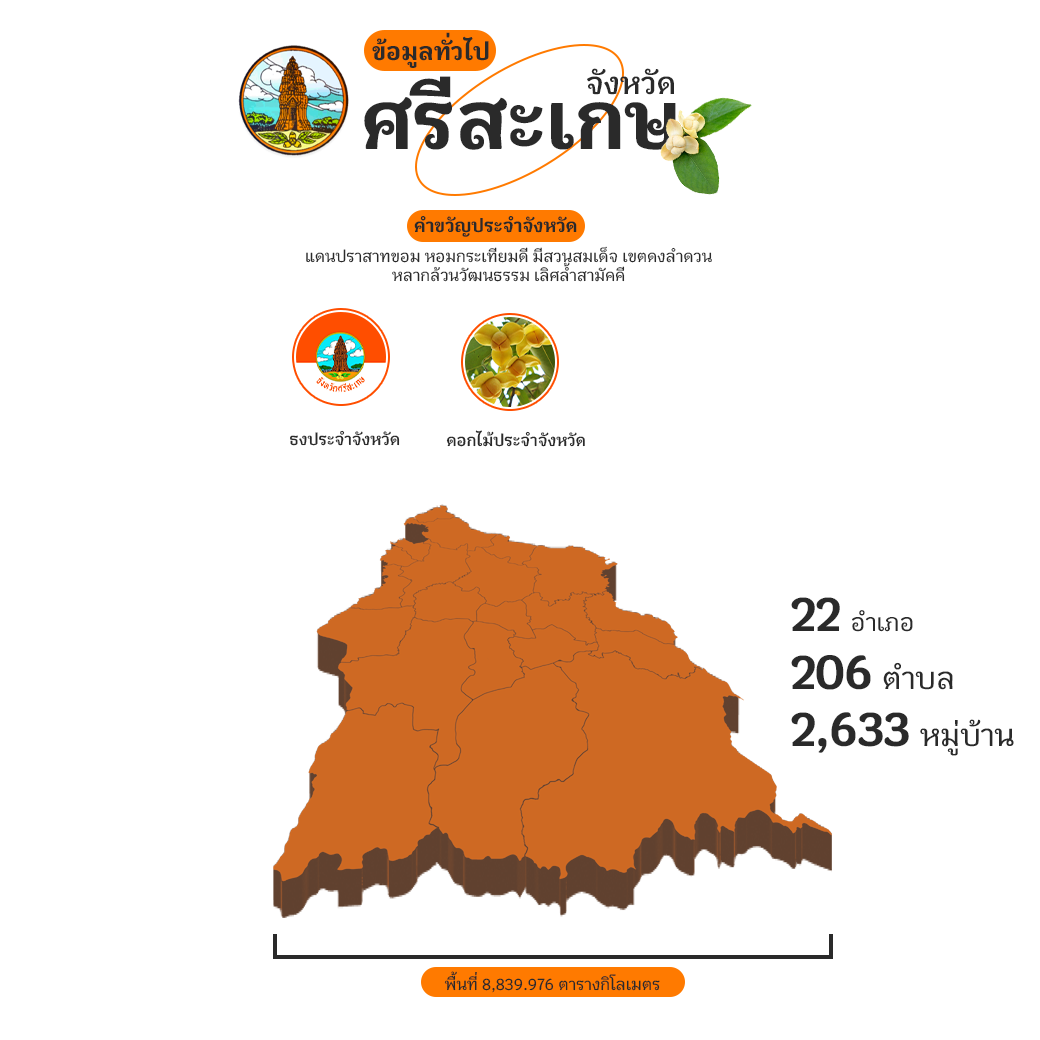 ข้อมูลทั่วไป
จังหวัด
ศรีสะเกษ
คำขวัญประจำจังหวัด
แดนปราสาทขอม หอมกระเทียมดี มีสวนสมเด็จ เขตดงลำดวน
หลากล้วนวัฒนธรรม เลิศล้ำสามัคคี
จังหวัดศรีสะเกษ
ธงประจำจังหวัด
ดอกไม้ประจำจังหวัด
22 อำเภอ
206 ตำบล
2,633 หมู่บ้าน
พื้นที่ 8,839.976 ตารางกิโลเมตร